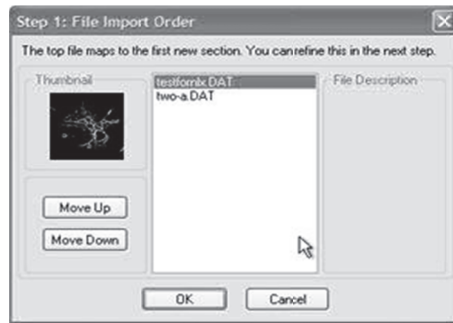 Step 1: File Import Order
The top file maps to the first new section. You can refine this in the next step.
Thumbnail
testfornlx.DAT
two-a.DAT
File Description
Move Up
Move Down
OK
Cancel